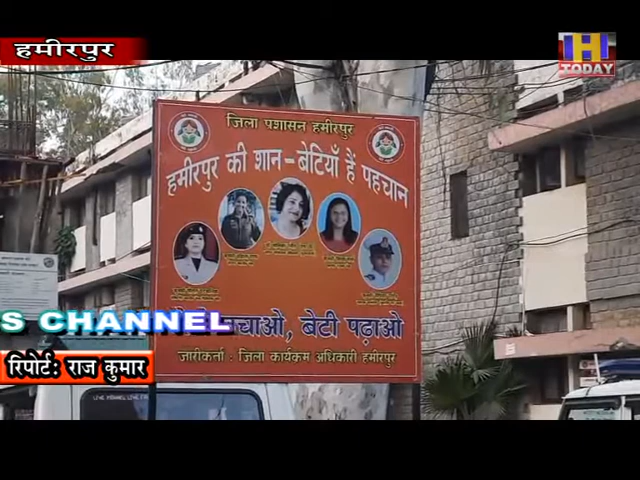 हमीरपुर
H
TODAY
जिला प्रशासन हमीरपुर
हमीरपुर की शान - बेटियाँ हैं पहचान
बचाओ, बेटी पढ़ाओ
जारीकर्ता : जिला कार्यक्रम अधिकारी हमीरपुर
S CHANNEL
रिपोर्ट: राज कुमार